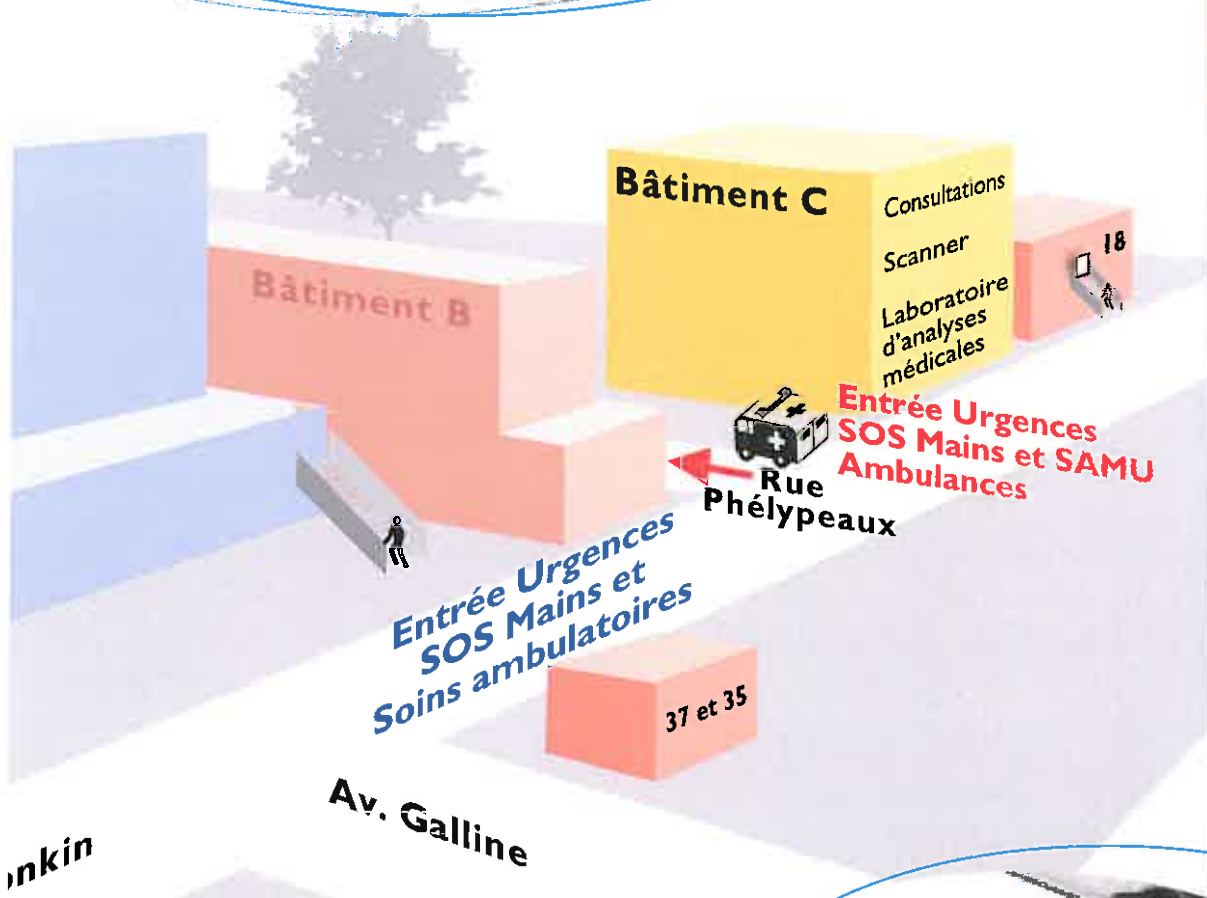 Bâtiment C
Consultations
Scanner
Laboratoire
d'analyses
médicales
18
Bâtiment B
Entrée Urgences
SOS Mains et SAMU
Ambulances
Rue
Phélypeaux
Entrée Urgences
SOS Mains et
Soins ambulatoires
37 et 35
Av. Galline